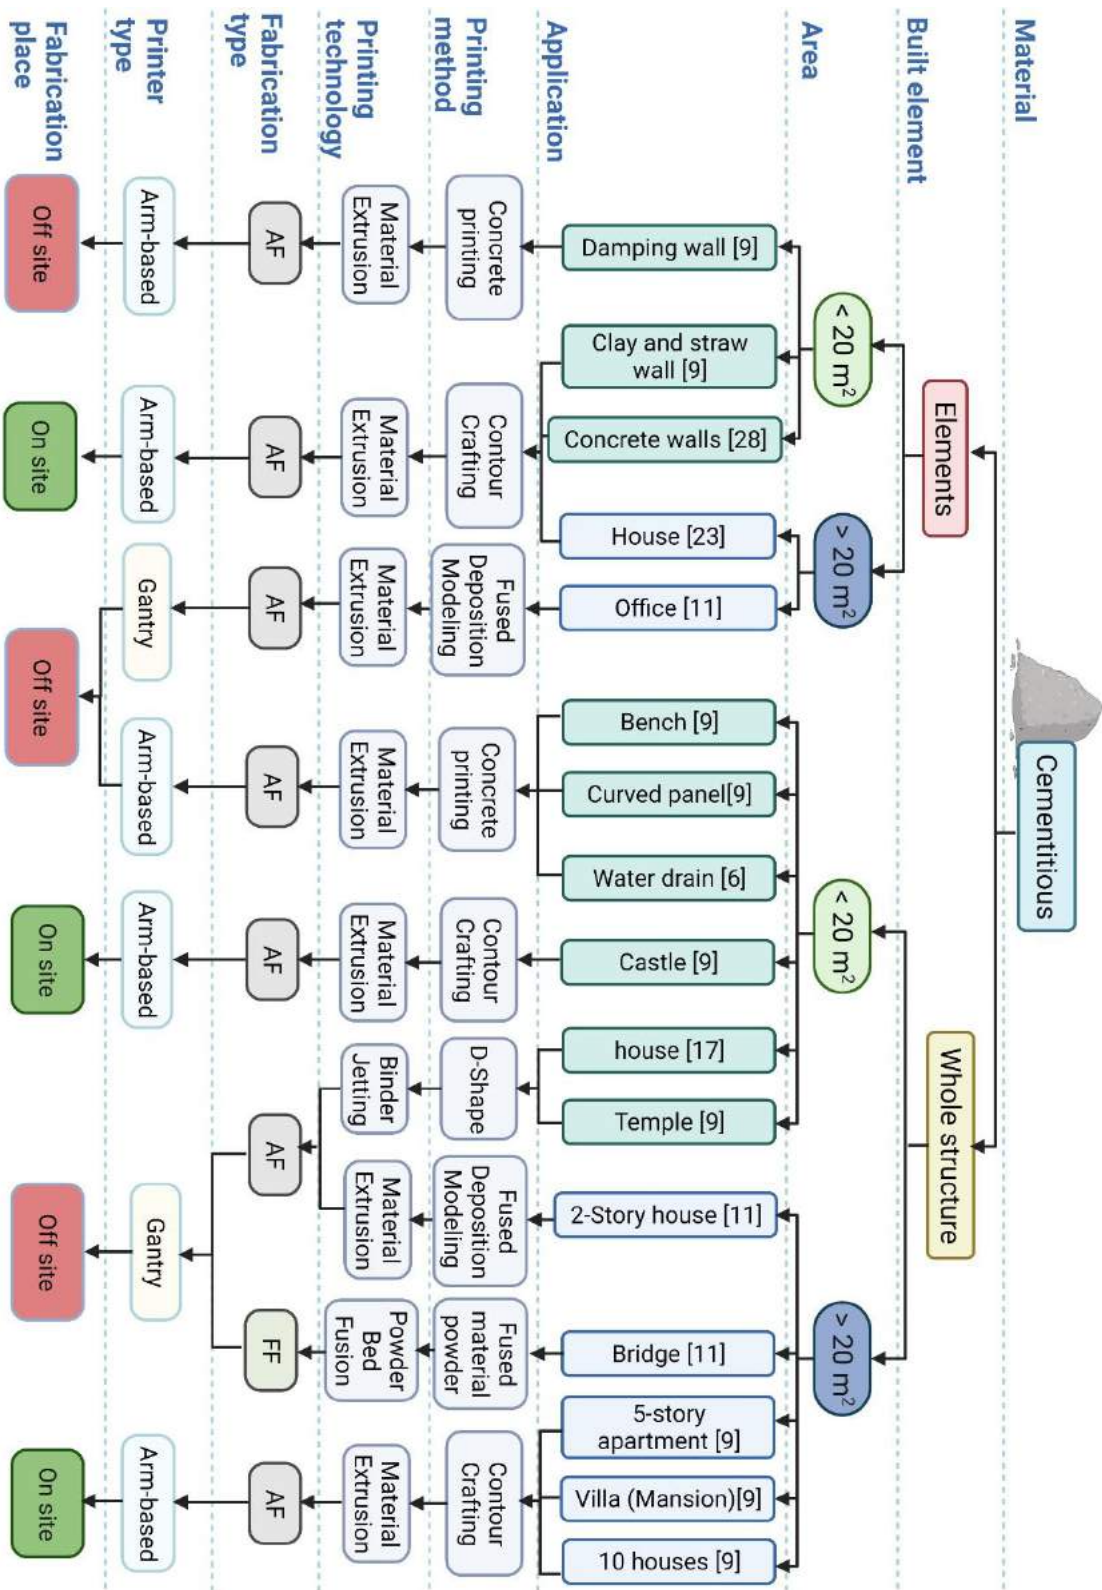 Material
Cementitious
Built element
Elements
Whole structure
Area
< 20 m²
> 20 m²
< 20 m²
> 20 m²
Application
Damping wall [9]
Clay and straw
wall [9]
Concrete walls [28]
House [23]
Office [11]
Bench [9]
Curved panel[9]
Water drain [6]
Castle [9]
house [17]
Temple [9]
2-Story house [11]
Bridge [11]
5-story
apartment [9]
Villa (Mansion)[9]
10 houses [9]
Printing
method
Concrete
printing
Contour
Crafting
Fused
Deposition
Modeling
Concrete
printing
Contour
Crafting
D-Shape
Fused
Deposition
Modeling
Fused
material
powder
Contour
Crafting
Printing
technology
Material
Extrusion
Material
Extrusion
Material
Extrusion
Material
Extrusion
Material
Extrusion
Binder
Jetting
Material
Extrusion
Powder
Bed
Fusion
Material
Extrusion
Fabrication
type
AF
AF
AF
AF
AF
AF
FF
AF
Printer
type
Arm-based
Arm-based
Gantry
Arm-based
Arm-based
Gantry
Arm-based
Fabrication
place
Off site
On site
Off site
On site
Off site
On site